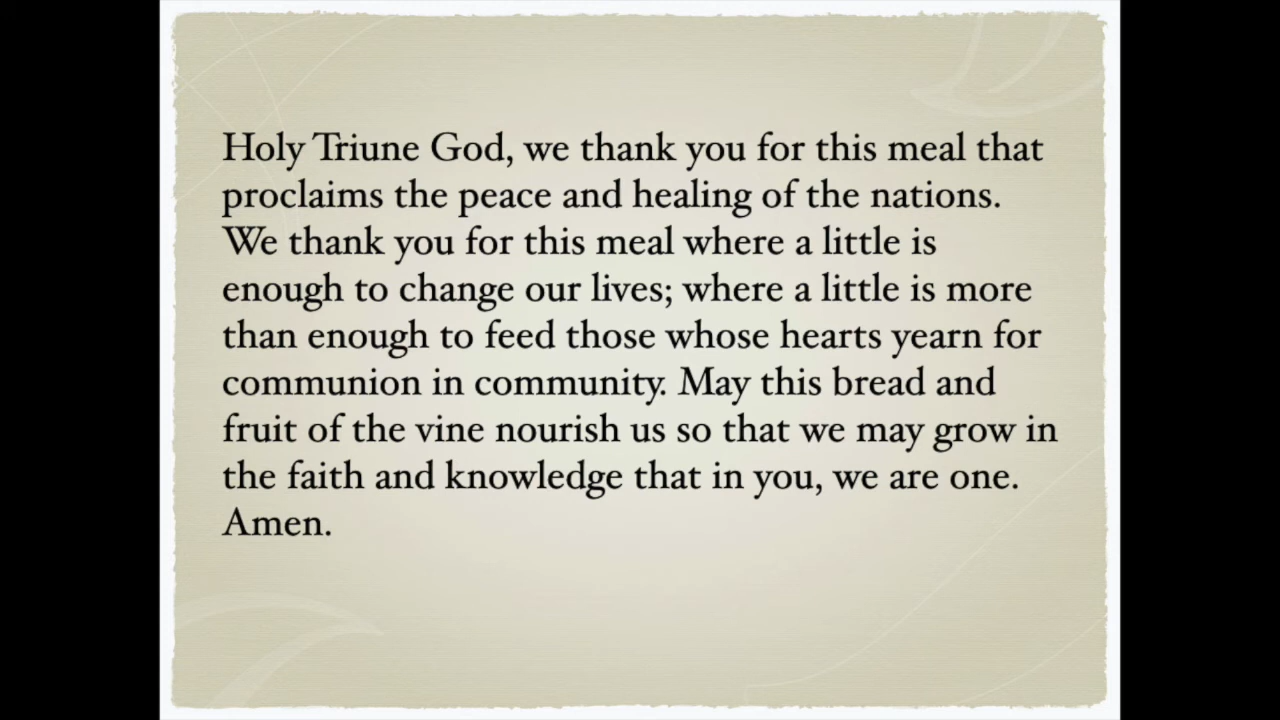 Holy Triune God, we thank you for this meal that
proclaims the peace and healing of the nations.
We thank you for this meal where a little is
enough to change our lives; where a little is more
than enough to feed those whose hearts yearn for
communion in community. May this bread and
fruit of the vine nourish us so that we may grow in
the faith and knowledge that in you, we are one.
Amen.